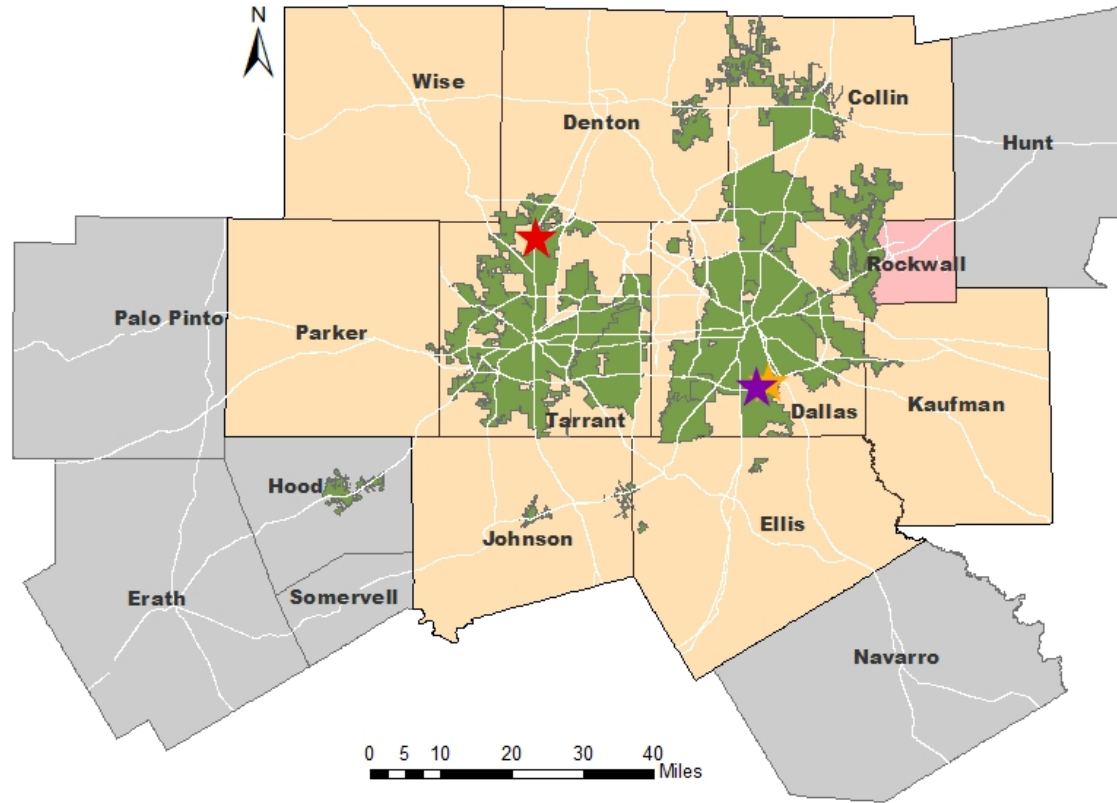 N
Wise
Collin
Denton
Hunt
Rockwall
Palo Pinto
Parker
Kaufman
Dallas
Tarrant
Hood
Ellis
Johnson
Erath
Somervell
Navarro
0 5 10 20 30 40
Miles